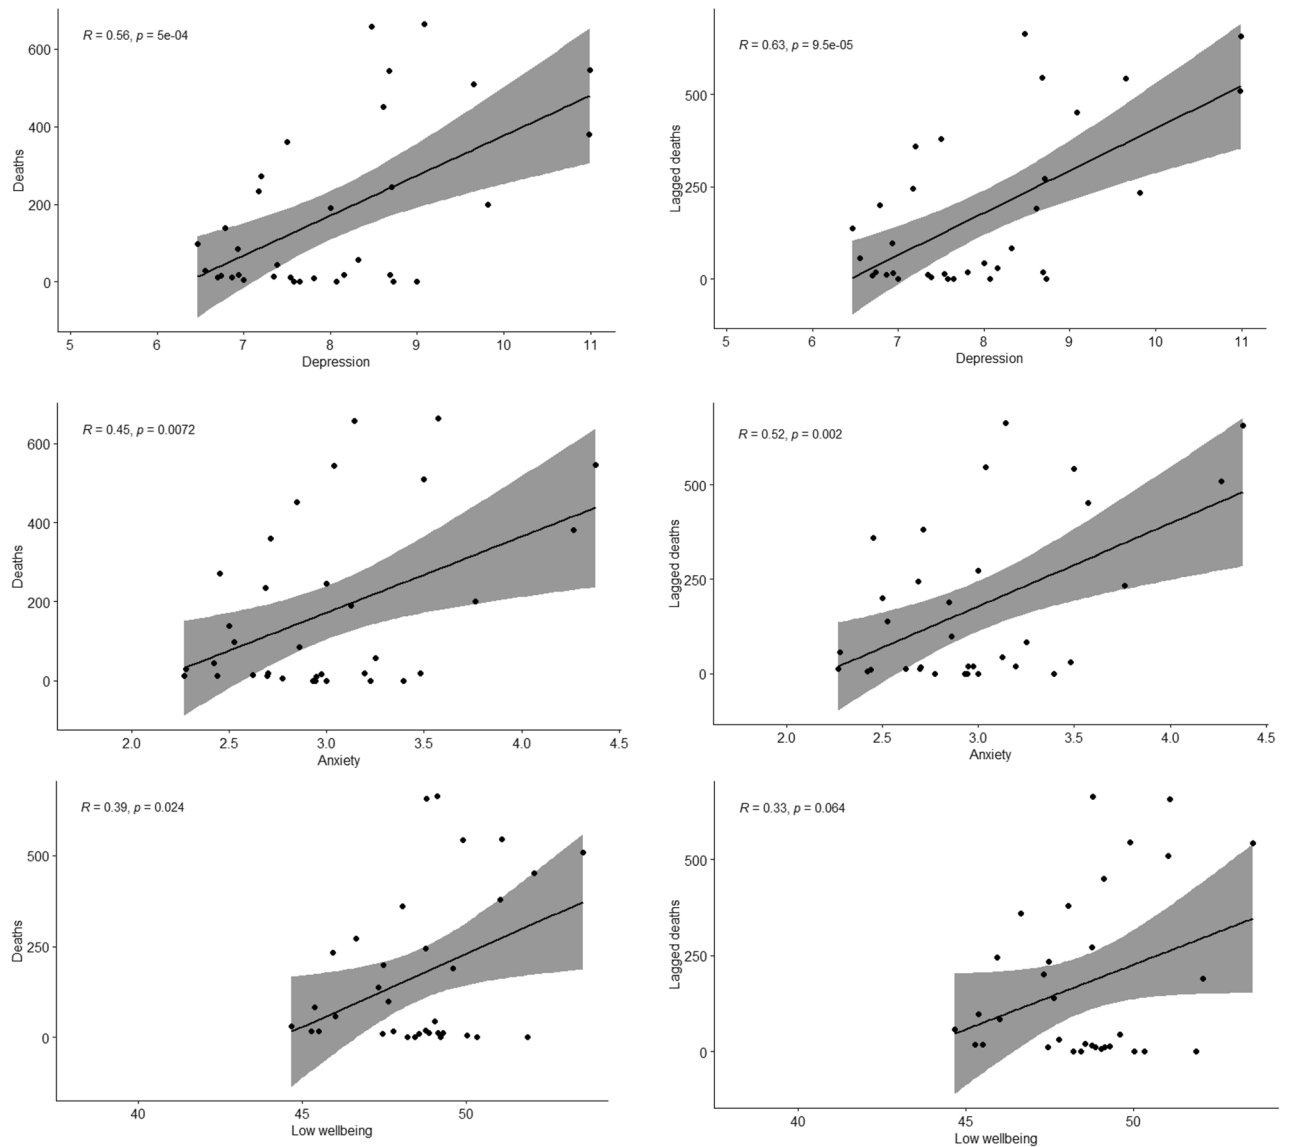 R = 0.56, p = 5e-04
Deaths
600
400
200
0
5 6 7 8 9 10 11
Depression
R = 0.63, p = 9.5e-05
Lagged deaths
500
250
0
5 6 7 8 9 10 11
Depression
R = 0.45, p = 0.0072
Deaths
600
400
200
0
2.0 2.5 3.0 3.5 4.0 4.5
Anxiety
R = 0.52, p = 0.002
Lagged deaths
500
250
0
2.0 2.5 3.0 3.5 4.0 4.5
Anxiety
R = 0.39, p = 0.024
Deaths
500
250
0
40 45 50
Low wellbeing
R = 0.33, p = 0.064
Lagged deaths
500
250
0
40 45 50
Low wellbeing